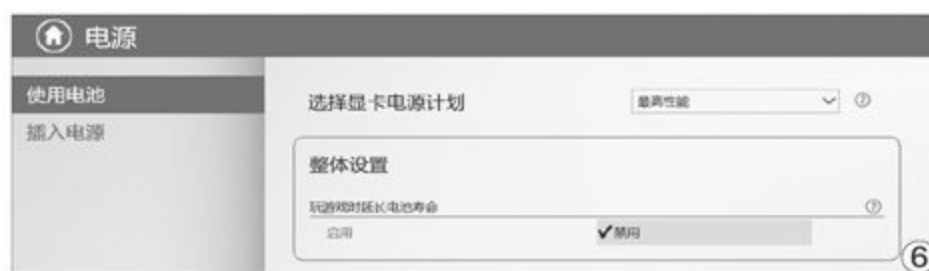 电源
使用电池
插入电源
选择显卡电源计划
最高性能
整体设置
玩游戏时延长电池寿命
启用
✔禁用
⑥